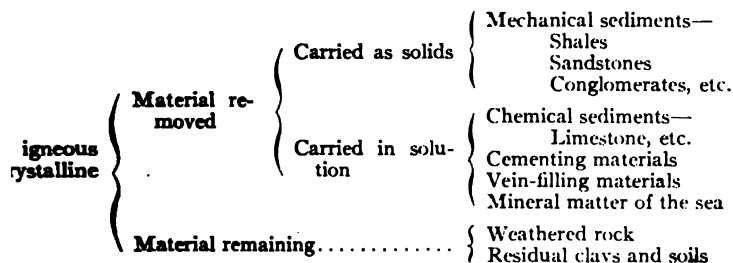 igneous
rystalline
Material re-
moved
Carried as solids
Mechanical sediments—
Shales
Sandstones
Conglomerates, etc.
Carried in solu-
tion
Chemical sediments—
Limestone, etc.
Cementing materials
Vein-filling materials
Mineral matter of the sea
Material remaining............
Weathered rock
Residual clays and soils